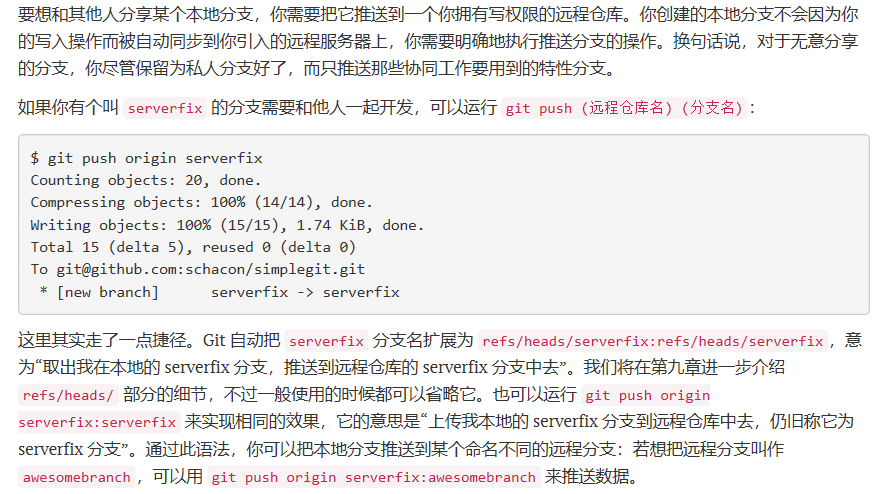 要想和其他人分享某个本地分支，你需要把它推送到一个你拥有写权限的远程仓库。你创建的本地分支不会因为你
的写入操作而被自动同步到你引入的远程服务器上，你需要明确地执行推送分支的操作。换句话说，对于无意分享
的分支，你尽管保留为私人分支好了，而只推送那些协同工作要用到的特性分支。
如果你有个叫 serverfix 的分支需要和他人一起开发，可以运行 git push (远程仓库名) (分支名)：
$ git push origin serverfix
Counting objects: 20, done.
Compressing objects: 100% (14/14), done.
Writing objects: 100% (15/15), 1.74 KiB, done.
Total 15 (delta 5), reused 0 (delta 0)
To git@github.com:schacon/simplegit.git
 * [new branch]      serverfix -> serverfix
这里其实走了一点捷径。Git 自动把 serverfix 分支名扩展为 refs/heads/serverfix:refs/heads/serverfix，意
为“取出我在本地的 serverfix 分支，推送到远程仓库的 serverfix 分支中去”。我们将在第九章进一步介绍
refs/heads/ 部分的细节，不过一般使用的时候都可以省略它。也可以运行 git push origin
serverfix:serverfix 来实现相同的效果，它的意思是“上传我本地的 serverfix 分支到远程仓库中去，仍旧称它为
serverfix 分支”。通过此语法，你可以把本地分支推送到某个命名不同的远程分支：若想把远程分支叫作
awesomebranch，可以用 git push origin serverfix:awesomebranch 来推送数据。